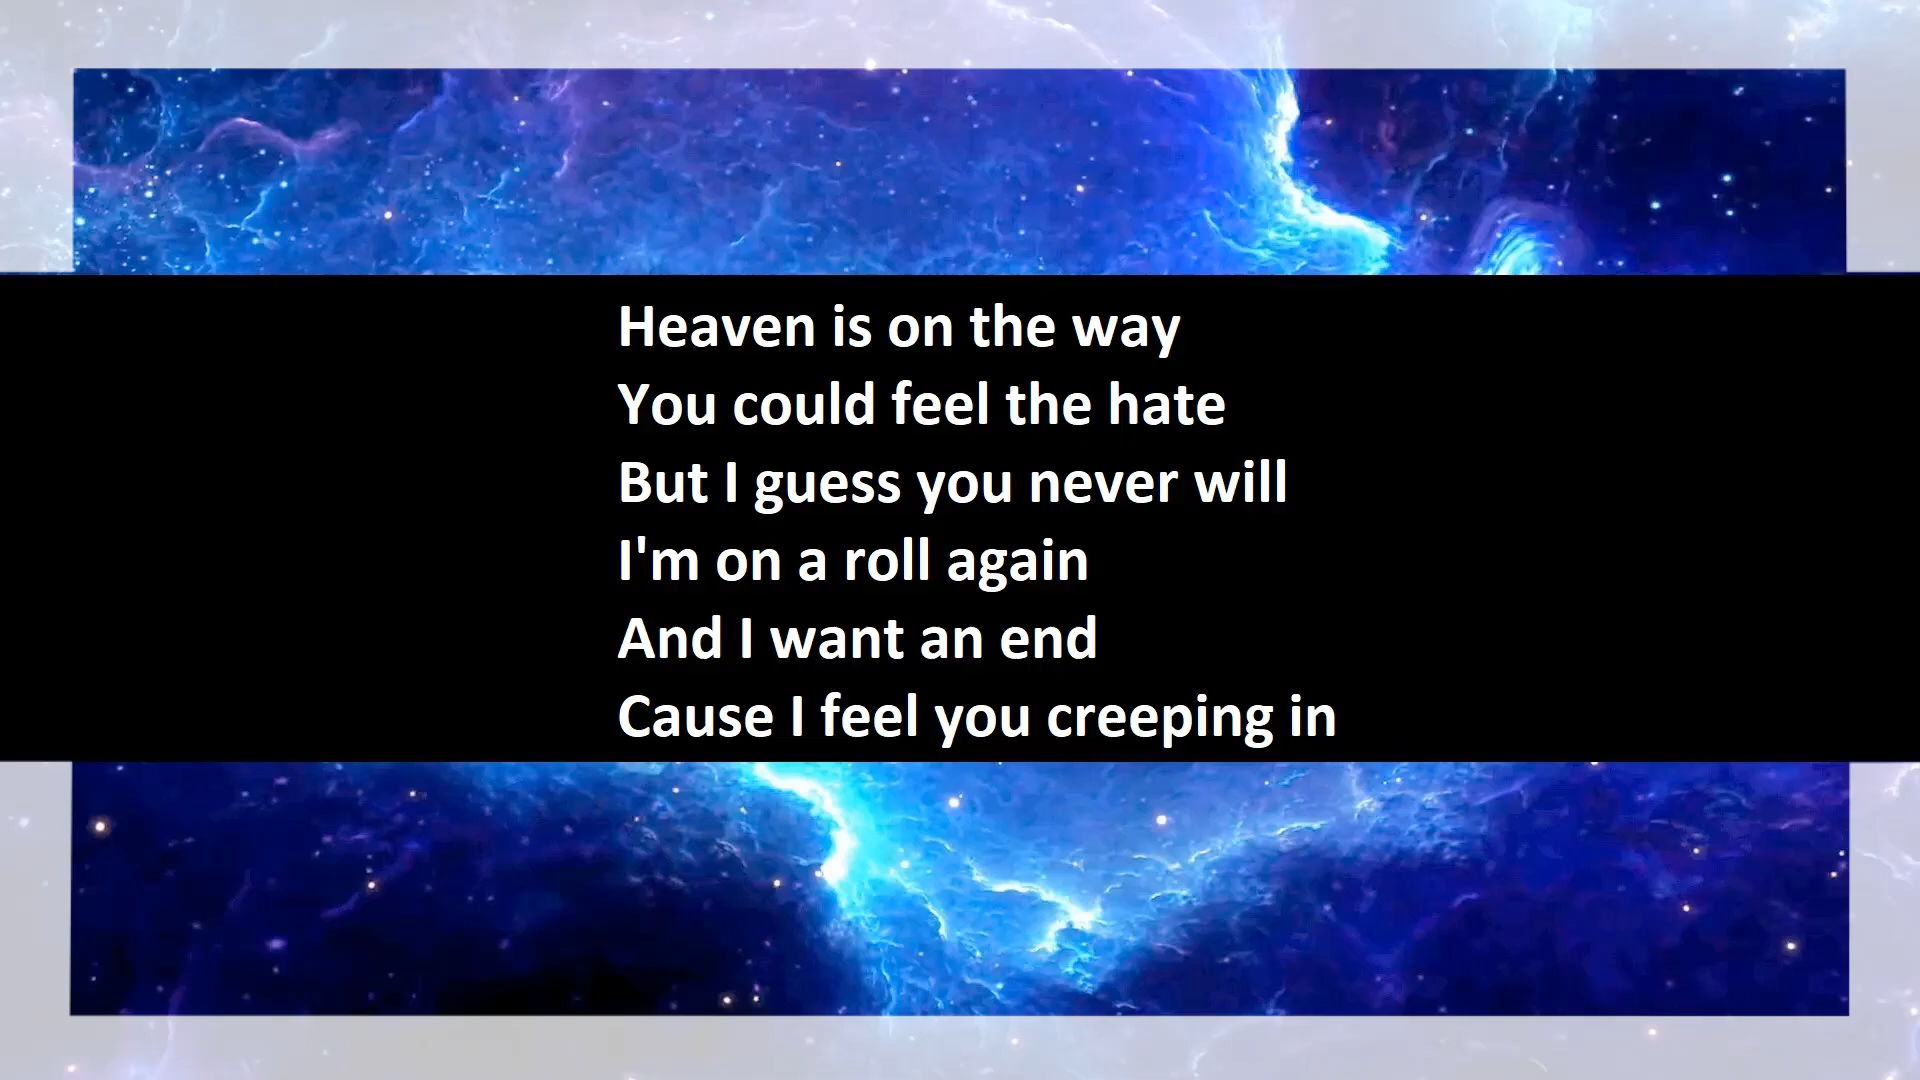 Heaven is on the way
You could feel the hate
But I guess you never will
I'm on a roll again
And I want an end
Cause I feel you creeping in